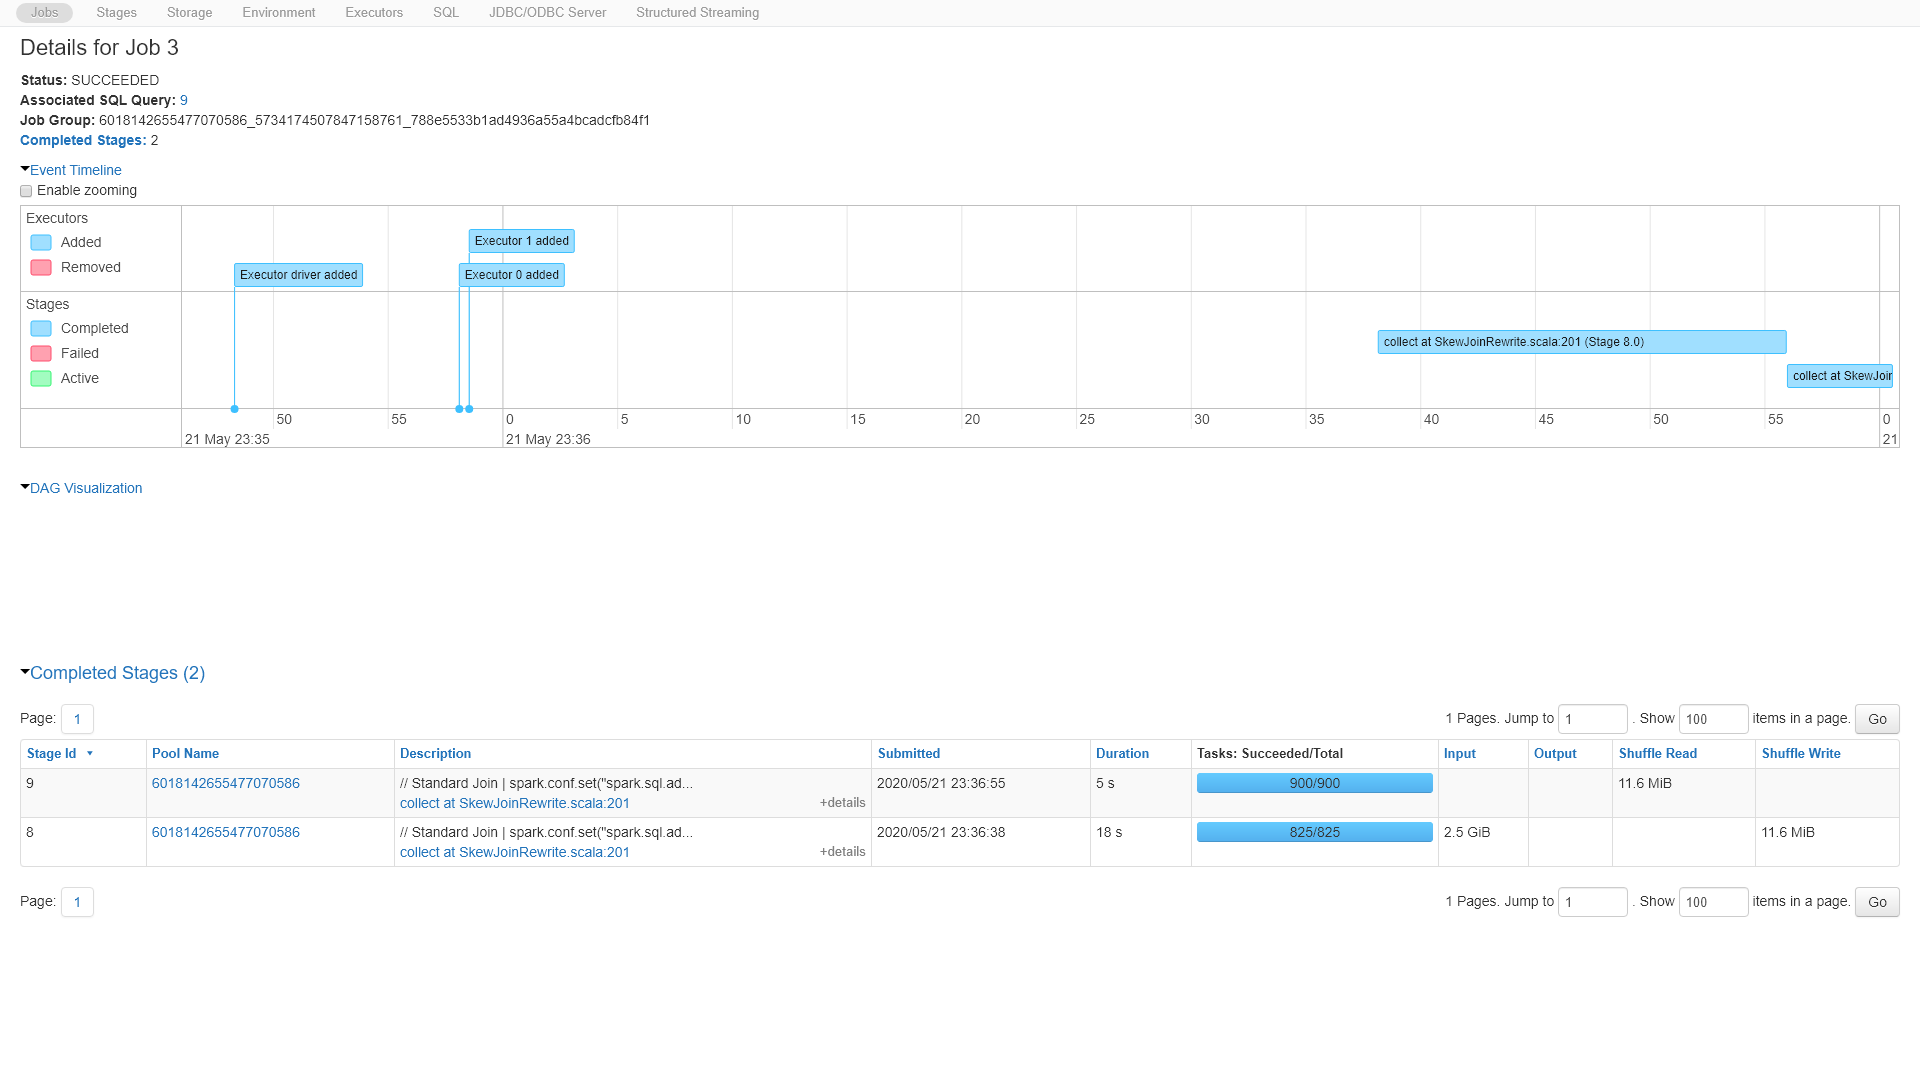 Jobs Stages Storage Environment Executors SQL JDBC/ODBC Server Structured Streaming
Details for Job 3
Status: SUCCEEDED
Associated SQL Query: 9
Job Group: 6018142655477070586_5734174507847158761_788e5533b1ad4936a55a4bcadcfb84f1
Completed Stages: 2
Event Timeline
Enable zooming
Executors
Added
Removed
Executor 1 added
Executor driver added
Executor 0 added
Stages
Completed
Failed
Active
collect at SkewJoinRewrite.scala:201 (Stage 8.0)
collect at SkewJoin
50 55 0 5 10 15 20 25 30 35 40 45 50 55 0
21 May 23:35 21 May 23:36 21
DAG Visualization
Completed Stages (2)
Page: 1 1 Pages. Jump to 1 . Show 100 items in a page. Go
Stage Id Pool Name Description Submitted Duration Tasks: Succeeded/Total Input Output Shuffle Read Shuffle Write
9 6018142655477070586 // Standard Join | spark.conf.set("spark.sql.ad... 2020/05/21 23:36:55 5 s 900/900 11.6 MiB
collect at SkewJoinRewrite.scala:201 +details
8 6018142655477070586 // Standard Join | spark.conf.set("spark.sql.ad... 2020/05/21 23:36:38 18 s 825/825 2.5 GiB 11.6 MiB
collect at SkewJoinRewrite.scala:201 +details
Page: 1 1 Pages. Jump to 1 . Show 100 items in a page. Go